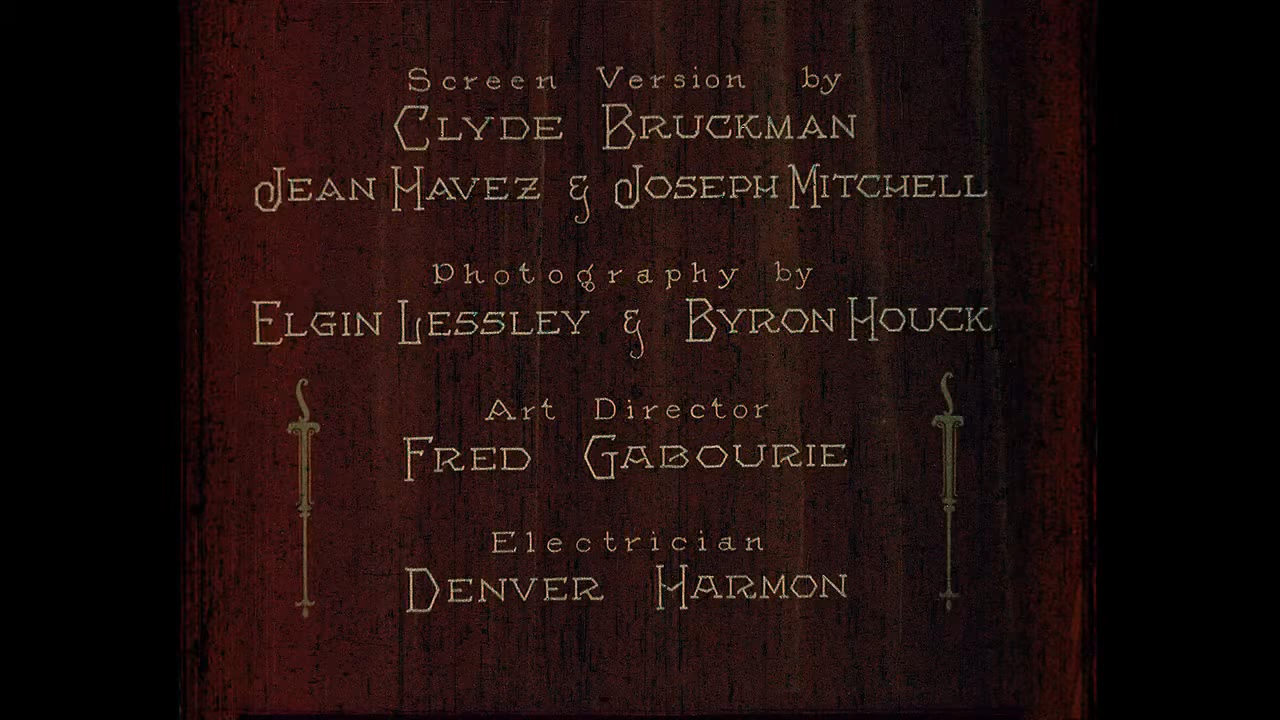 Screen Version by
CLYDE BRUCKMAN
JEAN HAVEZ & JOSEPH MITCHELL
Photography by
ELGIN LESSLEY & BYRON HOUCK
Art Director
FRED GABOURIE
Electrician
DENVER HARMON